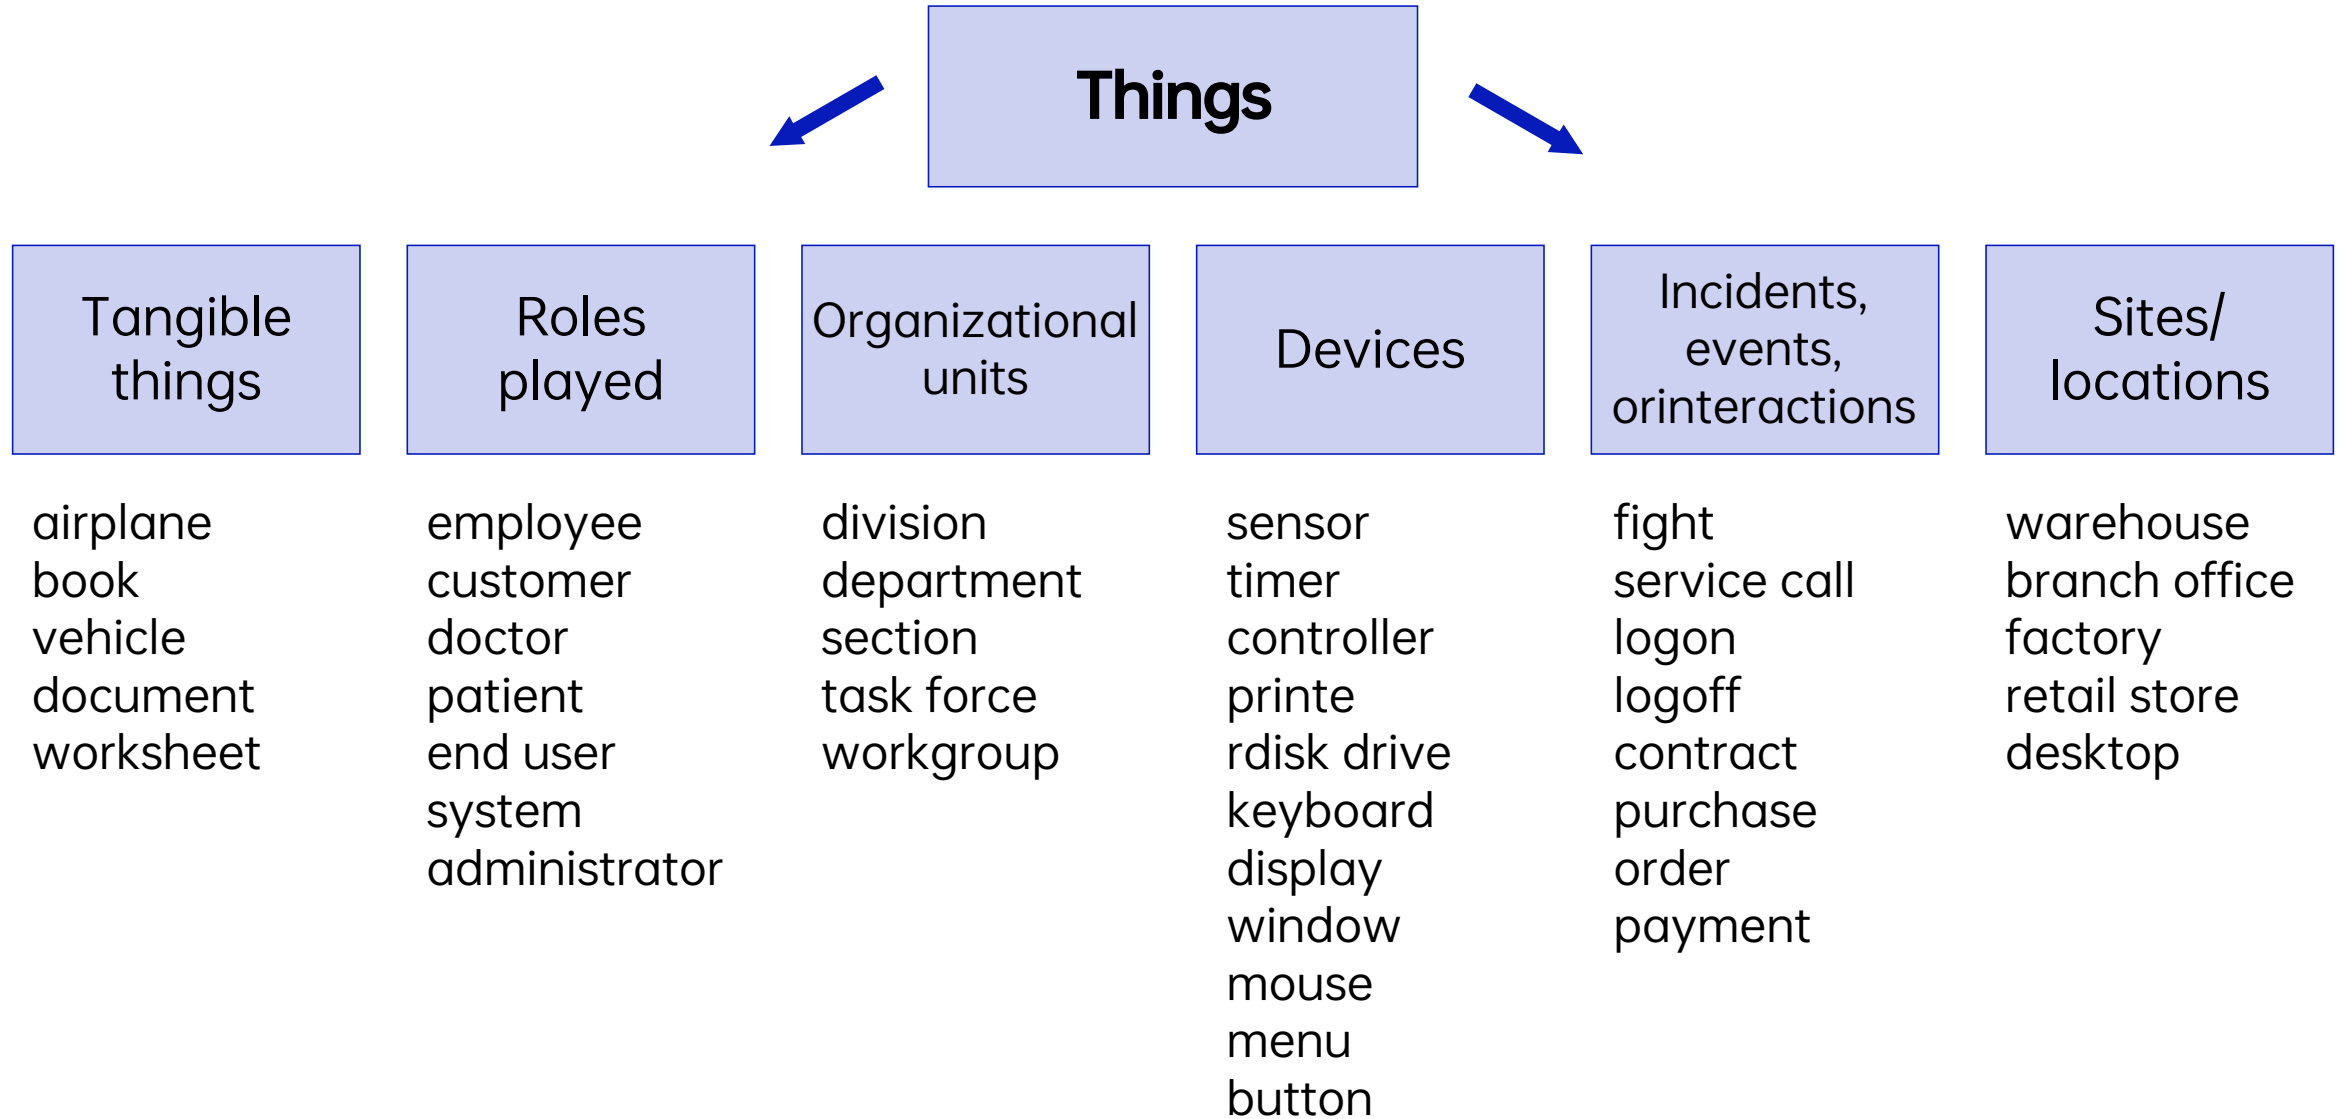 Things
Tangible
things
Roles
played
Organizational
units
Devices
Incidents,
events,
orinteractions
Sites/
locations
airplane
book
vehicle
document
worksheet
employee
customer
doctor
patient
end user
system
administrator
division
department
section
task force
workgroup
sensor
timer
controller
printe
rdisk drive
keyboard
display
window
mouse
menu
button
fight
service call
logon
logoff
contract
purchase
order
payment
warehouse
branch office
factory
retail store
desktop